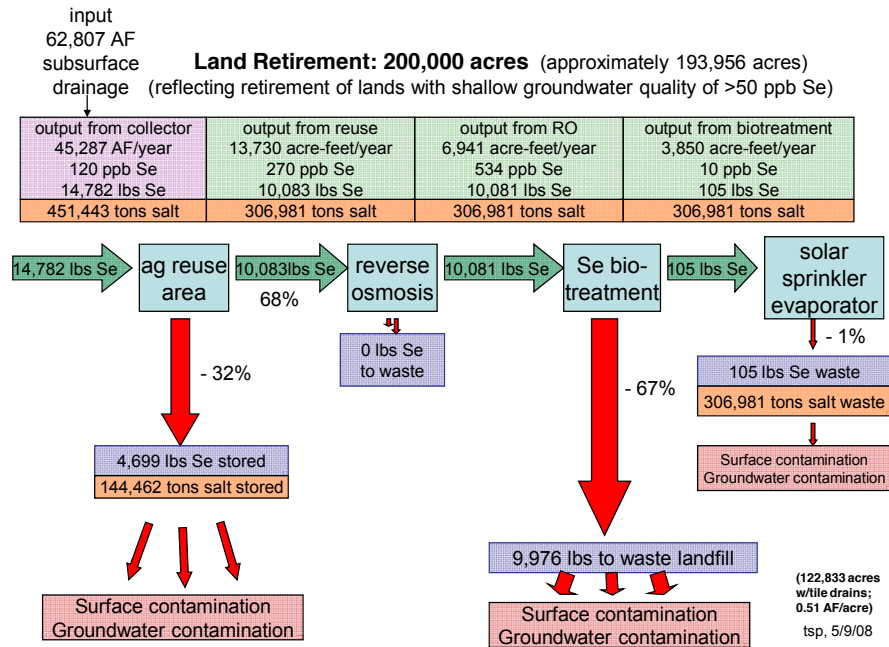 input
62,807 AF
subsurface
drainage
Land Retirement: 200,000 acres (approximately 193,956 acres)
(reflecting retirement of lands with shallow groundwater quality of >50 ppb Se)
output from collector
45,287 AF/year
120 ppb Se
14,782 lbs Se
451,443 tons salt
output from reuse
13,730 acre-feet/year
270 ppb Se
10,083 lbs Se
306,981 tons salt
output from RO
6,941 acre-feet/year
534 ppb Se
10,081 lbs Se
306,981 tons salt
output from biotreatment
3,850 acre-feet/year
10 ppb Se
105 lbs Se
306,981 tons salt
14,782 lbs Se
ag reuse
area
10,083lbs Se
68%
reverse
osmosis
10,081 lbs Se
Se bio-
treatment
105 lbs Se
solar
sprinkler
evaporator
- 32%
0 lbs Se
to waste
- 67%
- 1%
105 lbs Se waste
306,981 tons salt waste
Surface contamination
Groundwater contamination
4,699 lbs Se stored
144,462 tons salt stored
Surface contamination
Groundwater contamination
9,976 lbs to waste landfill
Surface contamination
Groundwater contamination
(122,833 acres
w/tile drains;
0.51 AF/acre)
tsp, 5/9/08